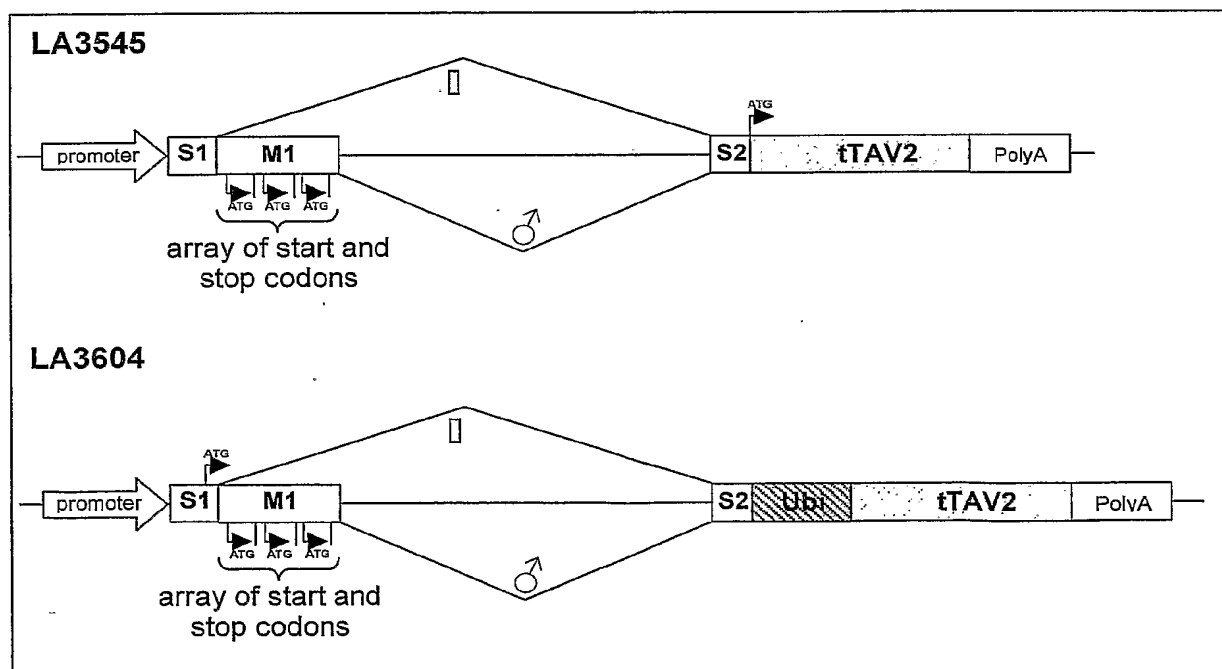 LA3545
ATG
promoter S1 M1 S2 tTAV2 PolyA
ATG ATG ATG
array of start and
stop codons
LA3604
ATG
promoter S1 M1 S2 Ubi tTAV2 PolyA
ATG ATG ATG
array of start and
stop codons